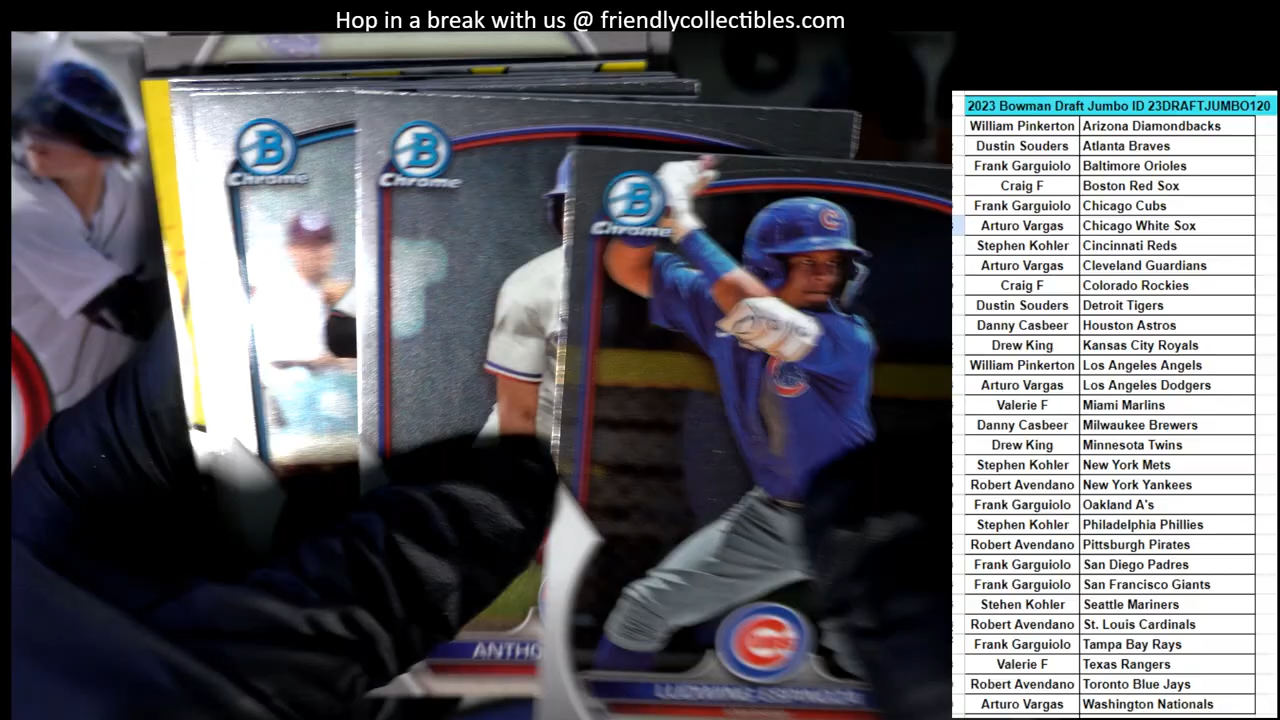 Hop in a break with us @ friendlycollectibles.com
2023 Bowman Draft Jumbo ID 23DRAFTJUMBO120
William Pinkerton Arizona Diamondbacks
Dustin Souders Atlanta Braves
Frank Garguiolo Baltimore Orioles
Craig F Boston Red Sox
Frank Garguiolo Chicago Cubs
Arturo Vargas Chicago White Sox
Stephen Kohler Cincinnati Reds
Arturo Vargas Cleveland Guardians
Craig F Colorado Rockies
Dustin Souders Detroit Tigers
Danny Casbeer Houston Astros
Drew King Kansas City Royals
William Pinkerton Los Angeles Angels
Arturo Vargas Los Angeles Dodgers
Valerie F Miami Marlins
Danny Casbeer Milwaukee Brewers
Drew King Minnesota Twins
Stephen Kohler New York Mets
Robert Avendano New York Yankees
Frank Garguiolo Oakland A's
Stephen Kohler Philadelphia Phillies
Robert Avendano Pittsburgh Pirates
Frank Garguiolo San Diego Padres
Frank Garguiolo San Francisco Giants
Stehen Kohler Seattle Mariners
Robert Avendano St. Louis Cardinals
Frank Garguiolo Tampa Bay Rays
Valerie F Texas Rangers
Robert Avendano Toronto Blue Jays
Arturo Vargas Washington Nationals
B Chrome
B Chrome
B Chrome
C
C
CUBS
ANTHO